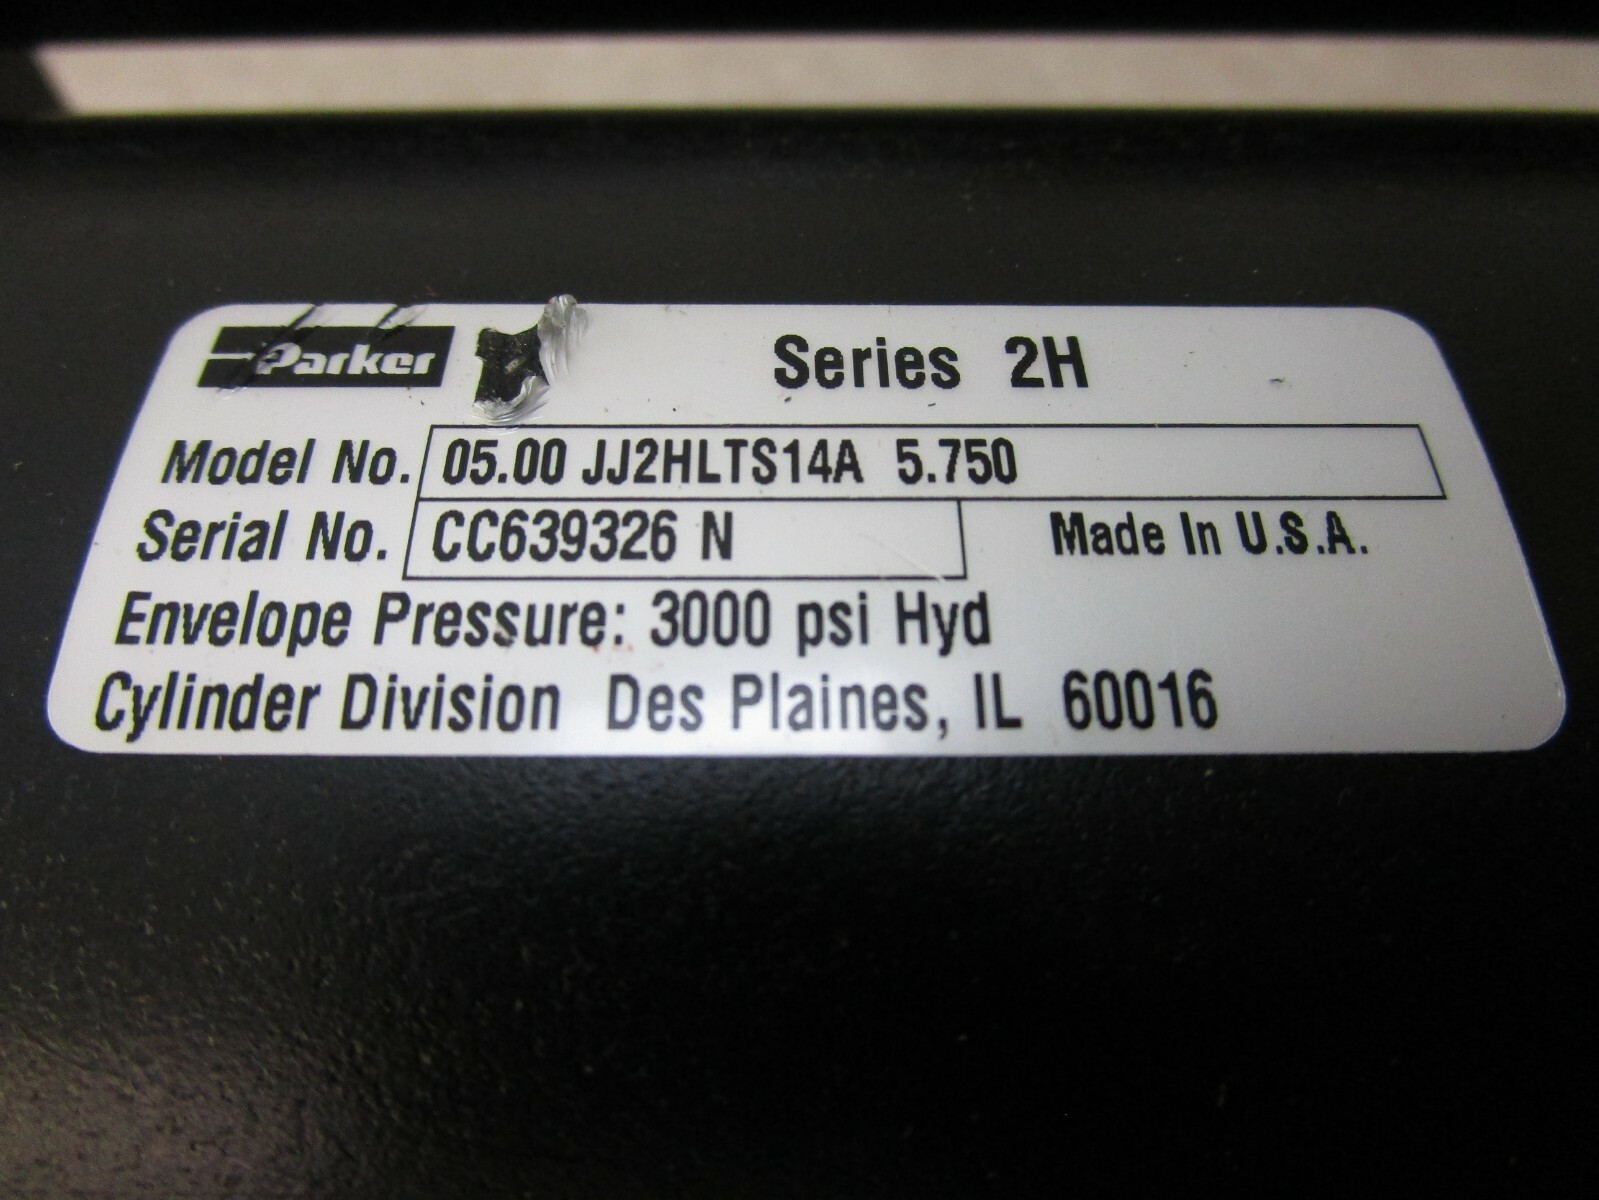 Parker Series 2H
Model No. 05.00 JJ2HLTS14A 5.750
Serial No. CC639326 N Made In U.S.A.
Envelope Pressure: 3000 psi Hyd
Cylinder Division Des Plaines, IL 60016